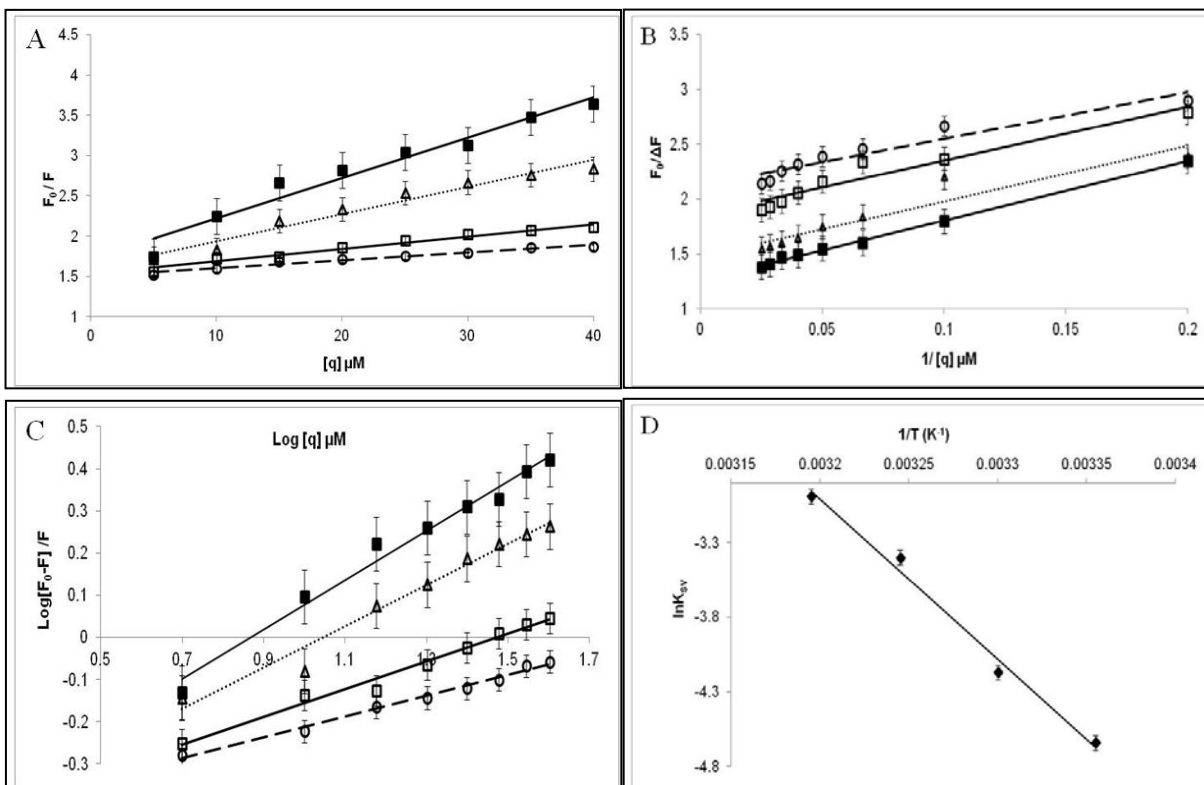 A
4.5
4
3.5
3
2.5
2
1.5
1
F₀ / F
0 10 20 30 40
[q] µM
B
3.5
3
2.5
2
1.5
1
F₀/ΔF
0 0.05 0.1 0.15 0.2
1/ [q] µM
C
Log [q] µM
0.5
0.4
0.3
0.2
0.1
0
-0.1
-0.2
-0.3
Log[F₀-F] /F
0.5 0.7 0.9 1.1 1.3 1.5 1.7
D
1/T (K⁻¹)
0.00315 0.0032 0.00325 0.0033 0.00335 0.0034
-3.3
-3.8
-4.3
-4.8
lnKsv